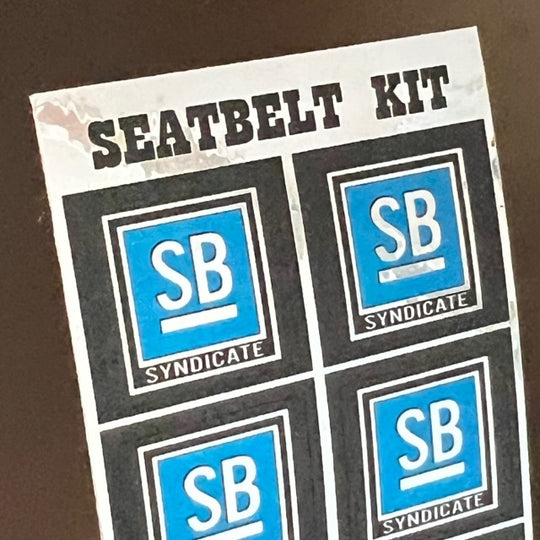 SEATBELT KIT
SB
SYNDICATE
SB
SYNDICATE
SB
SB
SYNDICATE